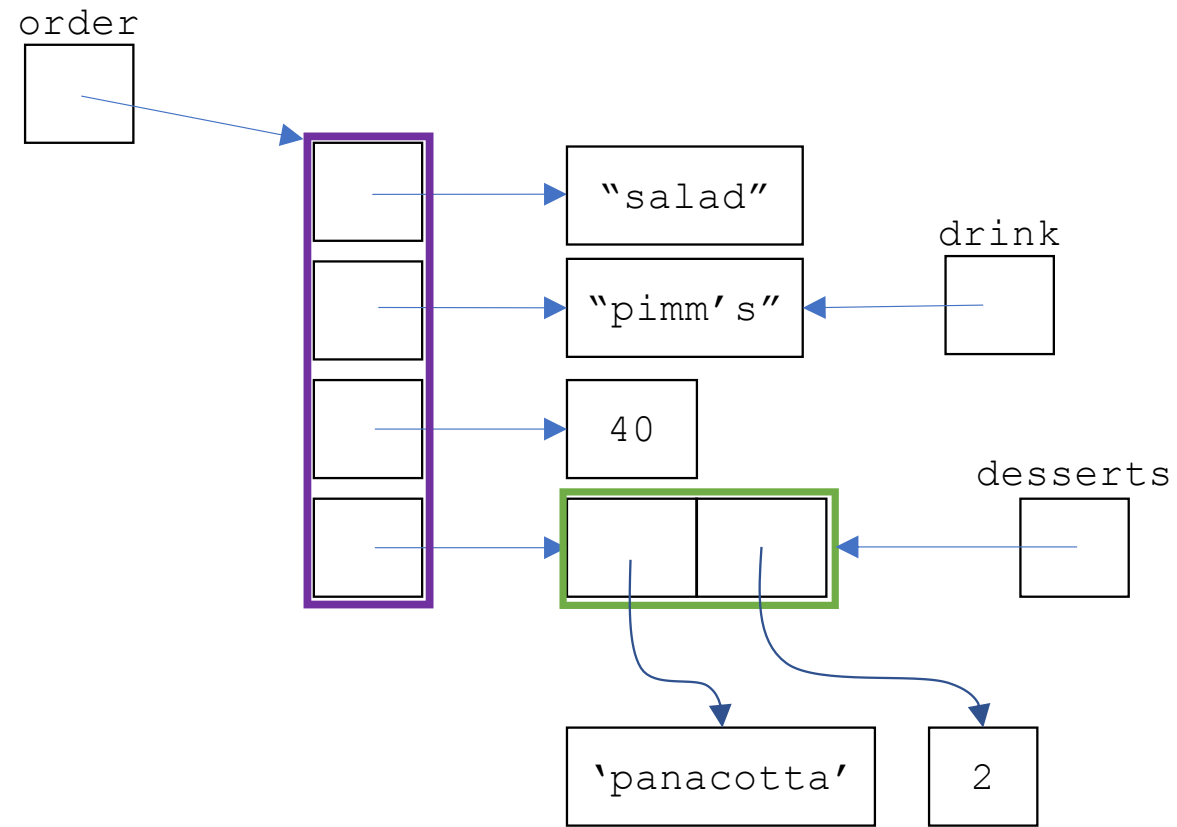 order
“salad”
drink
“pimm’s”
40
desserts
‘panacotta’
2